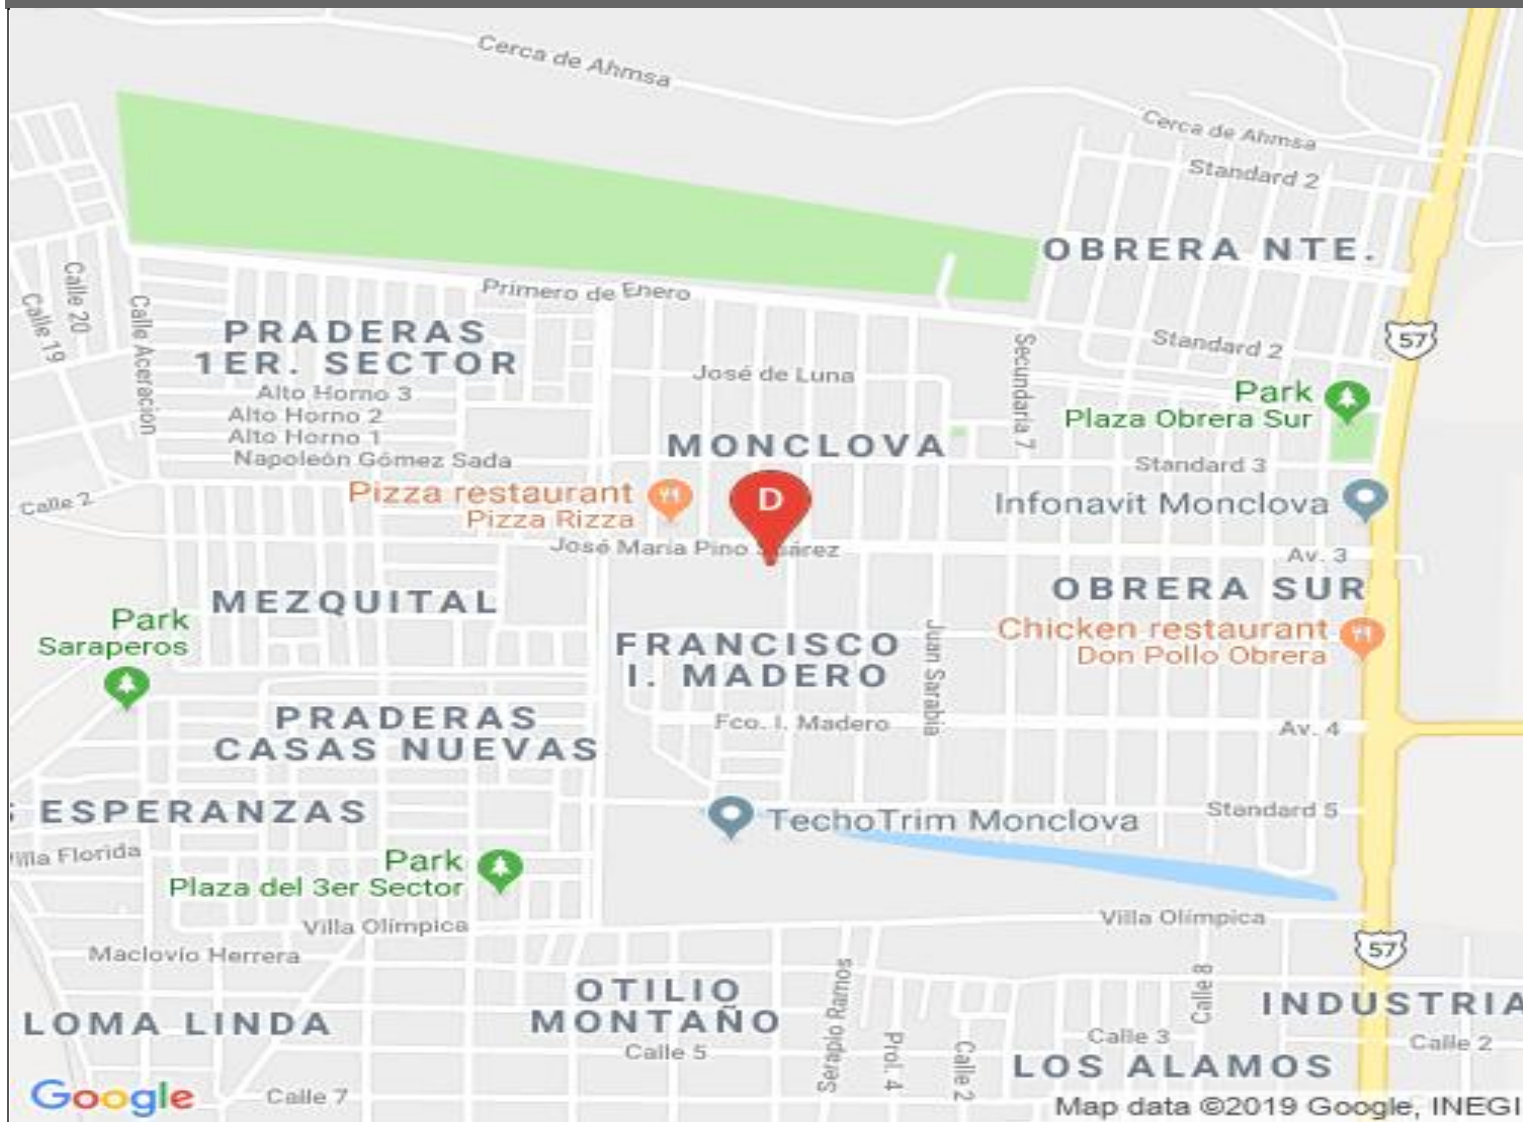 Cerca de Ahmsa
Cerca de Ahmsa
Standard 2
OBRERA NTE.
Calle 20
Calle 19
Calle Aceración
Primero de Enero
PRADERAS
1ER. SECTOR
57
Standard 2
Secundaria 7
José de Luna
Alto Horno 3
Alto Horno 2
Alto Horno 1
Napoleón Gómez Sada
Park
Plaza Obrera Sur
MONCLOVA
Standard 3
Calle 2
Pizza restaurant
Pizza Rizza
D
Infonavit Monclova
José María Pino Suárez
Av. 3
MEZQUITAL
OBRERA SUR
Park
Saraperos
FRANCISCO
I. MADERO
Juan Sarabia
Chicken restaurant
Don Pollo Obrera
PRADERAS
CASAS NUEVAS
Fco. I. Madero
Av. 4
S ESPERANZAS
TechoTrim Monclova
Standard 5
Villa Florida
Park
Plaza del 3er Sector
Villa Olímpica
Villa Olímpica
Maclovio Herrera
57
OTILIO
MONTAÑO
Serapio Ramos
Prol. 4
Calle 2
Calle 8
INDUSTRIA
LOMA LINDA
Calle 5
Calle 3
Calle 2
LOS ALAMOS
Google
Calle 7
Map data ©2019 Google, INEGI